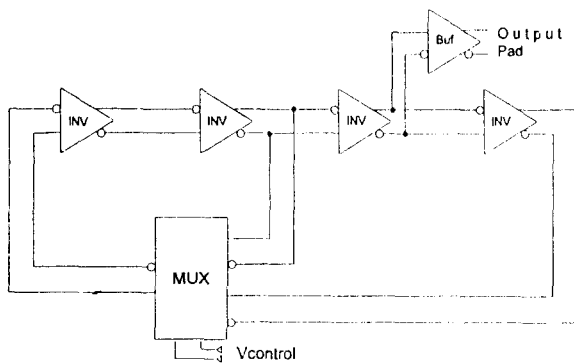 Buf
Output
Pad
INV
INV
INV
INV
MUX
Vcontrol